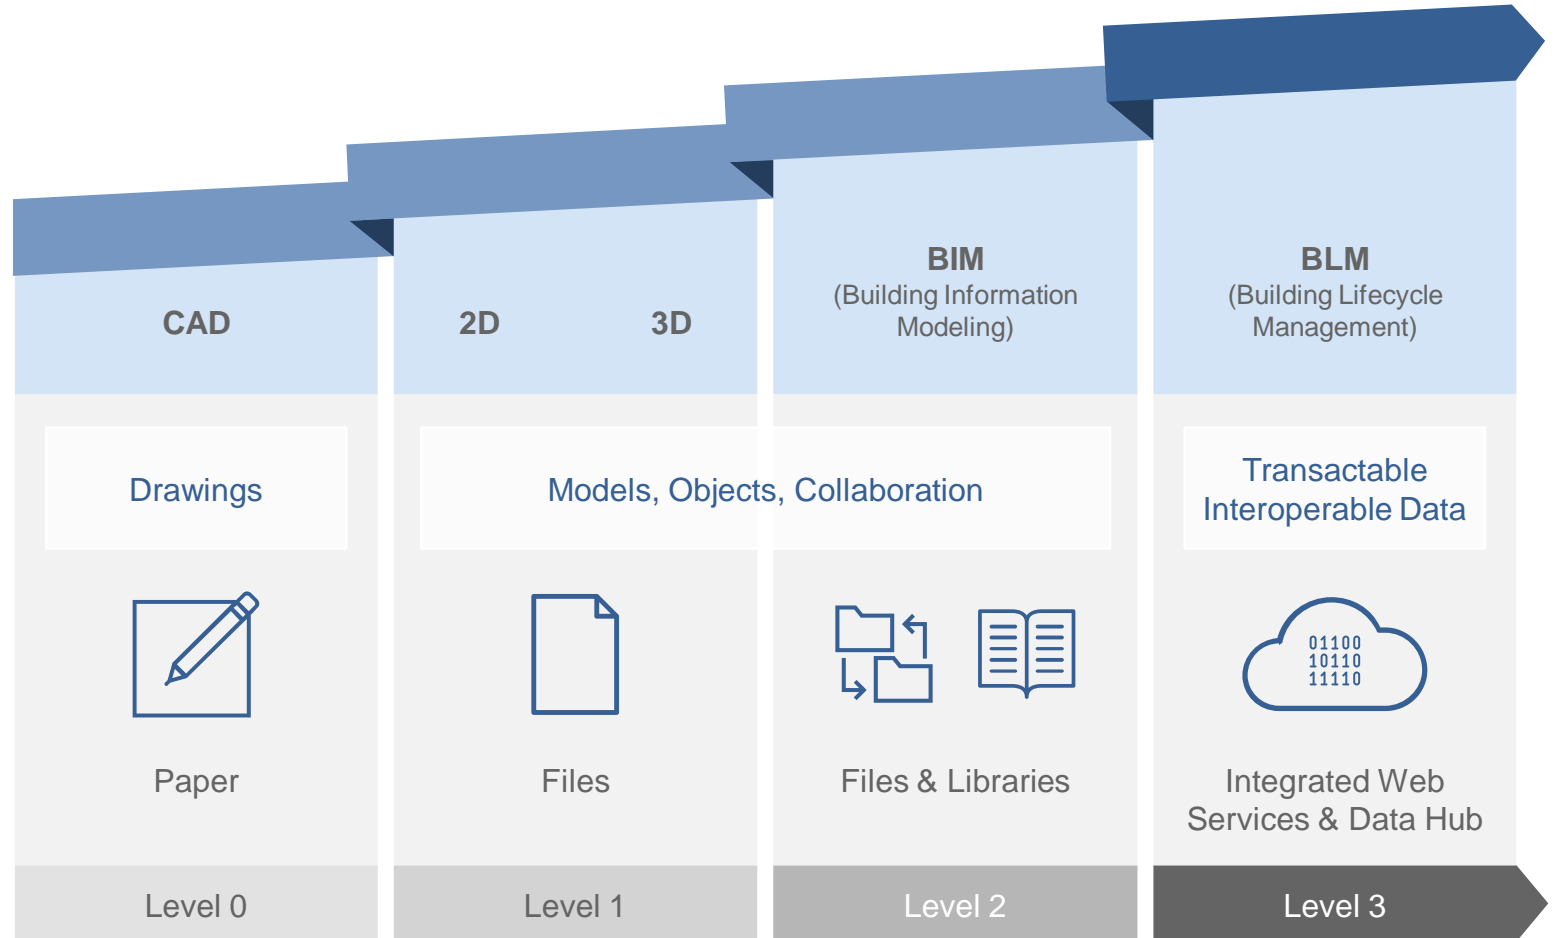 CAD
2D 3D
BIM
(Building Information
Modeling)
BLM
(Building Lifecycle
Management)
Drawings
Models, Objects, Collaboration
Transactable
Interoperable Data
01100
10110
11110
Paper
Files
Files & Libraries
Integrated Web
Services & Data Hub
Level 0
Level 1
Level 2
Level 3